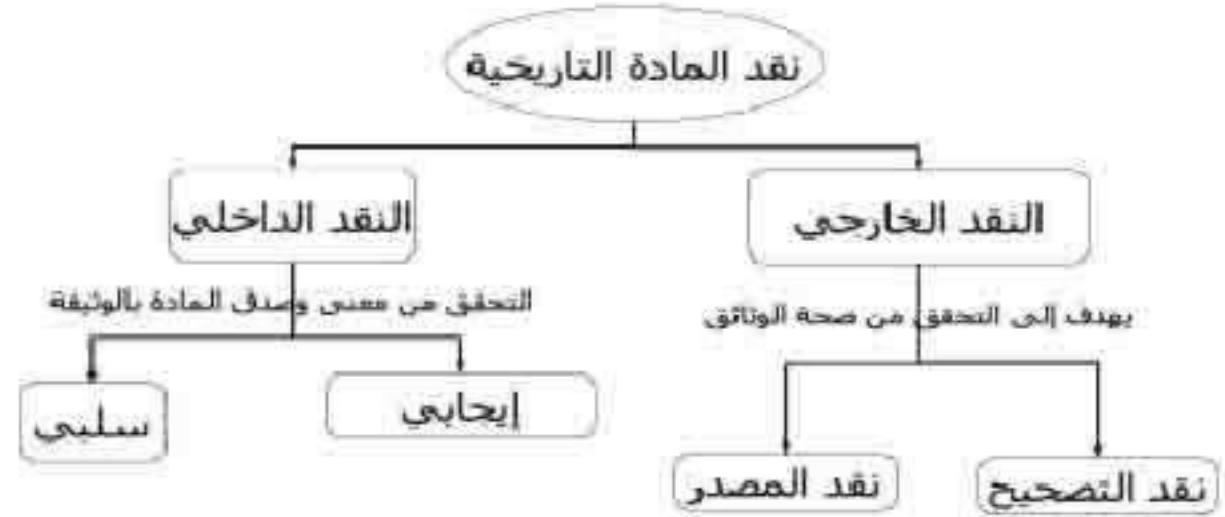 نقد المادة التاريخية
النقد الخارجي
النقد الداخلي
يهدف إلى التحقق من صحة الوثائق
التحقق من معنى وصدق المادة بالوثيقة
نقد التصحيح
نقد المصدر
إيجابي
سلبي